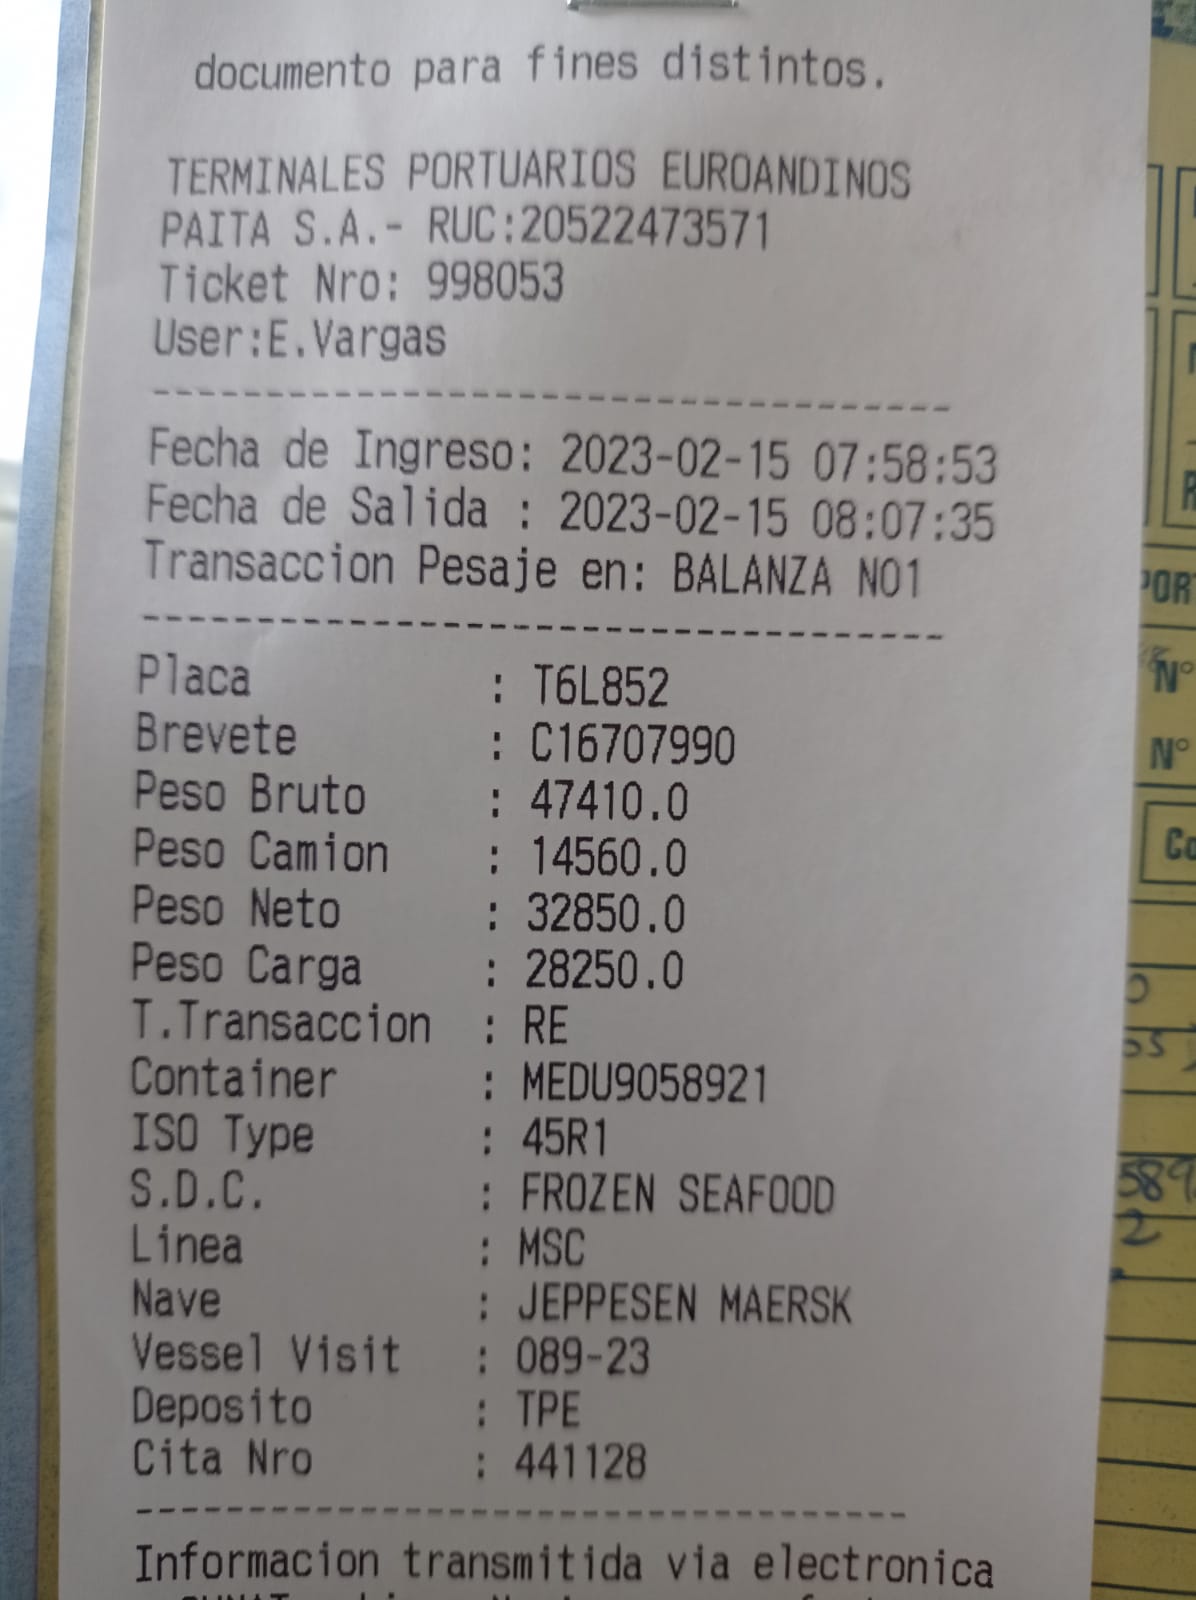 documento para fines distintos.
TERMINALES PORTUARIOS EUROANDINOS
PAITA S.A.- RUC:20522473571
Ticket Nro: 998053
User:E.Vargas
----------------------------------
Fecha de Ingreso: 2023-02-15 07:58:53
Fecha de Salida : 2023-02-15 08:07:35
Transaccion Pesaje en: BALANZA NO1
----------------------------------
Placa : T6L852
Brevete : C16707990
Peso Bruto : 47410.0
Peso Camion : 14560.0
Peso Neto : 32850.0
Peso Carga : 28250.0
T.Transaccion : RE
Container : MEDU9058921
ISO Type : 45R1
S.D.C. : FROZEN SEAFOOD
Linea : MSC
Nave : JEPPESEN MAERSK
Vessel Visit : 089-23
Deposito : TPE
Cita Nro : 441128
----------------------------------
Informacion transmitida via electronica
N°
N°